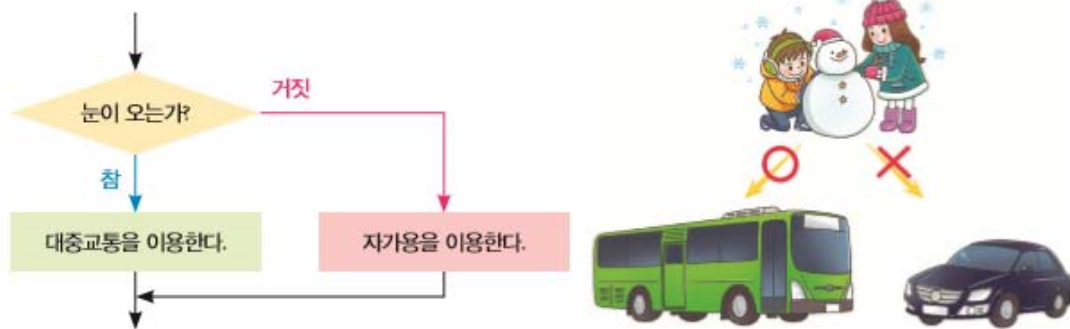 눈이 오는가?
거짓
참
대중교통을 이용한다.
자가용을 이용한다.